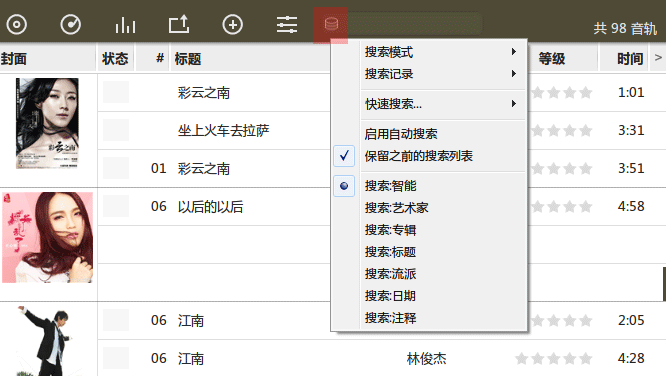 共 98 音轨
封面 状态 # 标题 等级 时间 >
搜索模式
搜索记录
快速搜索...
启用自动搜索
保留之前的搜索列表
搜索:智能
搜索:艺术家
搜索:专辑
搜索:标题
搜索:流派
搜索:日期
搜索:注释
彩云之南 1:01
坐上火车去拉萨 3:31
01 彩云之南 3:51
彩云之南
06 以后的以后 4:58
06 江南 2:05
06 江南 林俊杰 4:28